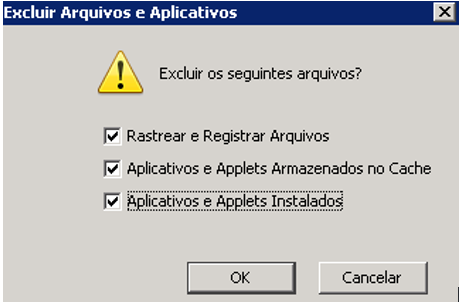 Excluir Arquivos e Aplicativos
Excluir os seguintes arquivos?
Rastrear e Registrar Arquivos
Aplicativos e Applets Armazenados no Cache
Aplicativos e Applets Instalados
OK
Cancelar